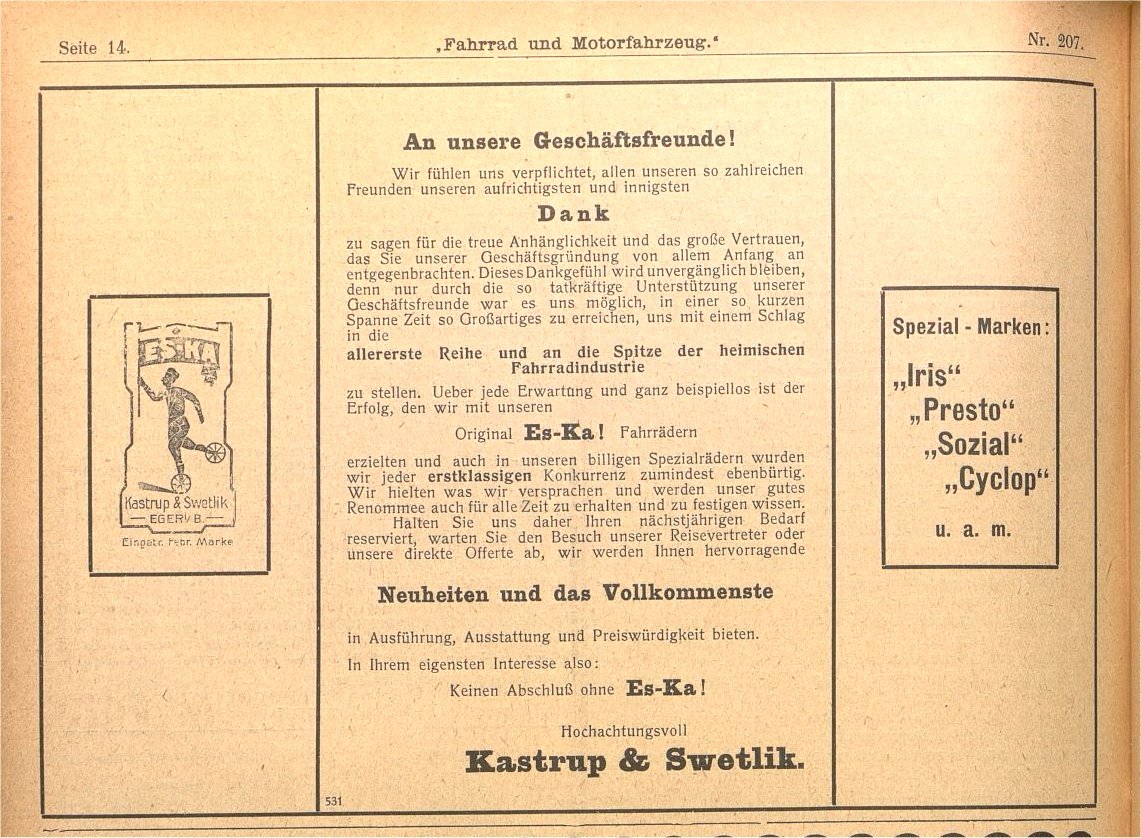 Seite 14.
„Fahrrad und Motorfahrzeug.“
Nr. 207.
ESKA
Kastrup & Swetlik
— EGER i/B. —
Eingetr. Febr. Marke
An unsere Geschäftsfreunde!
Wir fühlen uns verpflichtet, allen unseren so zahlreichen
Freunden unseren aufrichtigsten und innigsten
Dank
zu sagen für die treue Anhänglichkeit und das große Vertrauen,
das Sie unserer Geschäftsgründung von allem Anfang an
entgegenbrachten. Dieses Dankgefühl wird unvergänglich bleiben,
denn nur durch die so tatkräftige Unterstützung unserer
Geschäftsfreunde war es uns möglich, in einer so kurzen
Spanne Zeit so Großartiges zu erreichen, uns mit einem Schlag
in die
allererste Reihe und an die Spitze der heimischen
Fahrradindustrie
zu stellen. Ueber jede Erwartung und ganz beispiellos ist der
Erfolg, den wir mit unseren
Original Es-Ka! Fahrrädern
erzielten und auch in unseren billigen Spezialrädern wurden
wir jeder erstklassigen Konkurrenz zumindest ebenbürtig.
Wir hielten was wir versprachen und werden unser gutes
Renommee auch für alle Zeit zu erhalten und zu festigen wissen.
Halten Sie uns daher Ihren nächstjährigen Bedarf
reserviert, warten Sie den Besuch unserer Reisevertreter oder
unsere direkte Offerte ab, wir werden Ihnen hervorragende
Neuheiten und das Vollkommenste
in Ausführung, Ausstattung und Preiswürdigkeit bieten.
In Ihrem eigensten Interesse also:
Keinen Abschluß ohne Es-Ka!
Hochachtungsvoll
Kastrup & Swetlik.
531
Spezial-Marken:
„Iris“
„Presto“
„Sozial“
„Cyclop“
u. a. m.